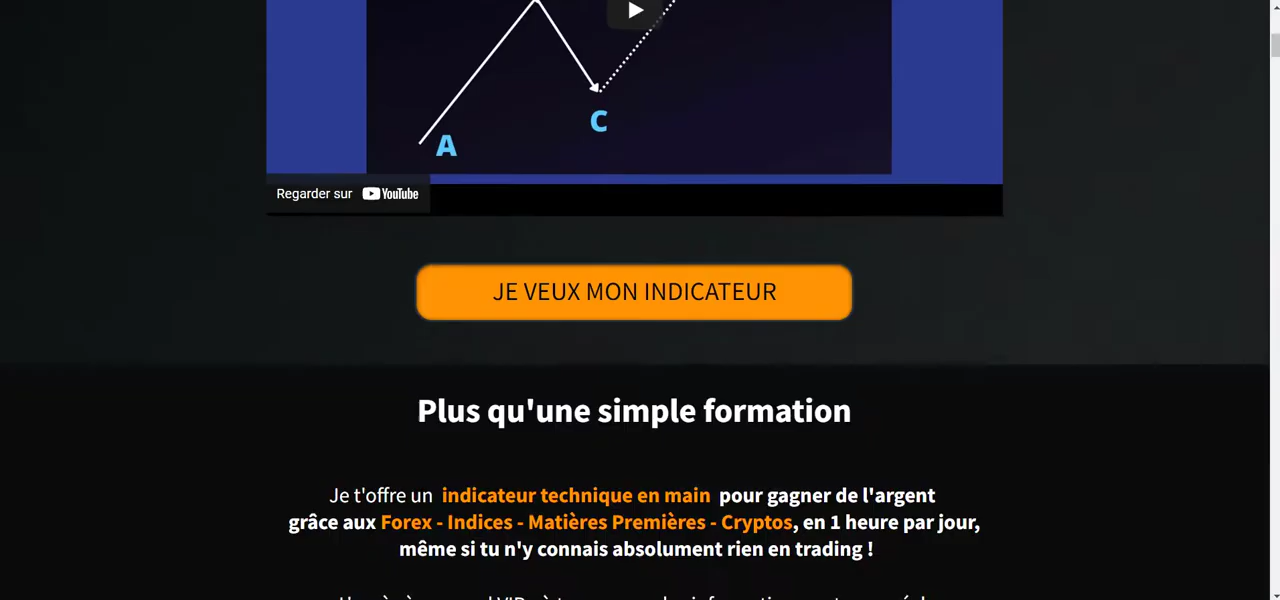 A
C
Regarder sur YouTube
JE VEUX MON INDICATEUR
Plus qu'une simple formation
Je t'offre un indicateur technique en main pour gagner de l'argent
grâce aux Forex - Indices - Matières Premières - Cryptos, en 1 heure par jour,
même si tu n'y connais absolument rien en trading !